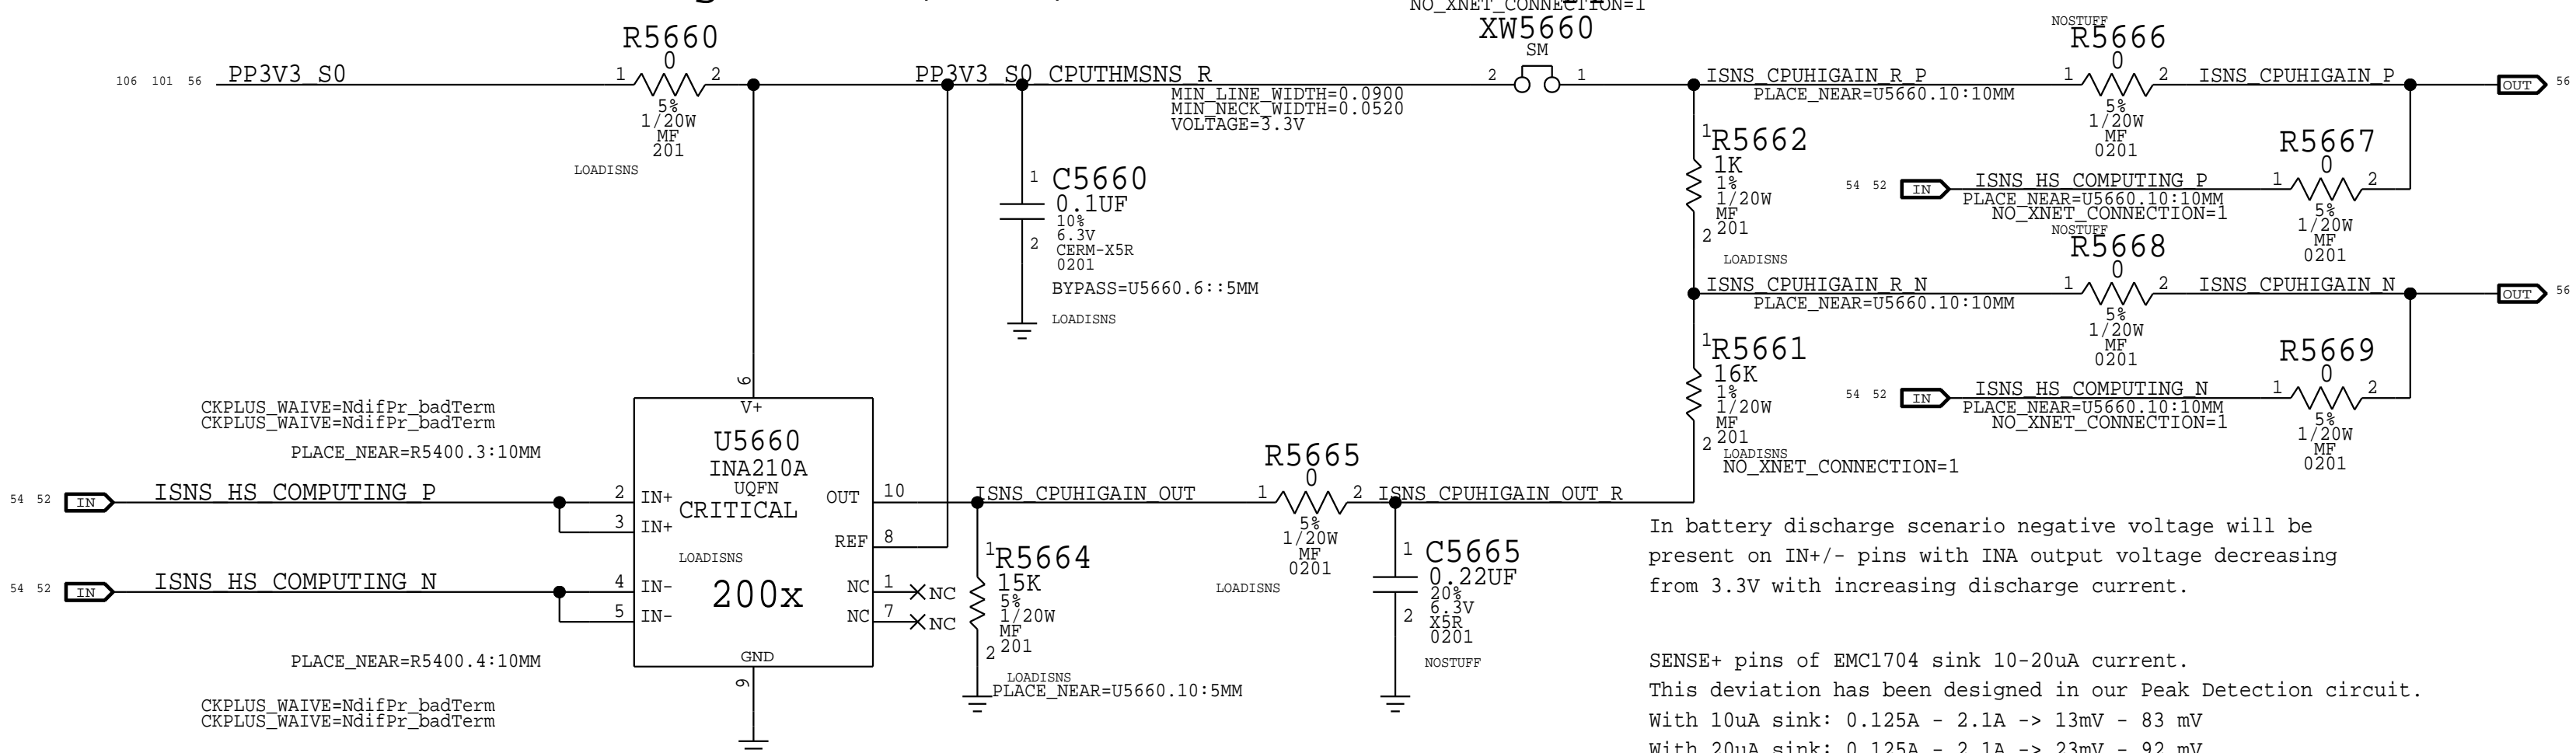 NO_XNET_CONNECTION=1
XW5660
SM
2 1
R5660
0
1 2
5%
1/20W
MF
201
LOADISNS
106 101 56 PP3V3_S0
PP3V3_S0_CPUTHMSNS_R
MIN_LINE_WIDTH=0.0900
MIN_NECK_WIDTH=0.0520
VOLTAGE=3.3V
1
C5660
0.1UF
10%
6.3V
2
CERM-X5R
0201
BYPASS=U5660.6::5MM
LOADISNS
ISNS_CPUHIGAIN_R_P
PLACE_NEAR=U5660.10:10MM
NOSTUFF
R5666
0
1 2
5%
1/20W
MF
0201
ISNS_CPUHIGAIN_P
OUT 56
1
R5662
1K
1%
1/20W
MF
201
2
LOADISNS
54 52 IN ISNS_HS_COMPUTING_P
PLACE_NEAR=U5660.10:10MM
NO_XNET_CONNECTION=1
R5667
0
1 2
5%
1/20W
MF
0201
ISNS_CPUHIGAIN_R_N
PLACE_NEAR=U5660.10:10MM
NOSTUFF
R5668
0
1 2
5%
1/20W
MF
0201
ISNS_CPUHIGAIN_N
OUT 56
1
R5661
16K
1%
1/20W
MF
201
2
LOADISNS
NO_XNET_CONNECTION=1
54 52 IN ISNS_HS_COMPUTING_N
PLACE_NEAR=U5660.10:10MM
NO_XNET_CONNECTION=1
R5669
0
1 2
5%
1/20W
MF
0201
CKPLUS_WAIVE=NdifPr_badTerm
CKPLUS_WAIVE=NdifPr_badTerm
PLACE_NEAR=R5400.3:10MM
54 52 IN ISNS_HS_COMPUTING_P
54 52 IN ISNS_HS_COMPUTING_N
PLACE_NEAR=R5400.4:10MM
CKPLUS_WAIVE=NdifPr_badTerm
CKPLUS_WAIVE=NdifPr_badTerm
6
V+
U5660
INA210A
UQFN
CRITICAL
LOADISNS
200x
2 IN+
3 IN+
4 IN-
5 IN-
OUT 10
REF 8
NC 1 NC
NC 7 NC
GND
9
ISNS_CPUHIGAIN_OUT
1
R5664
15K
5%
1/20W
MF
201
2
LOADISNS
PLACE_NEAR=U5660.10:5MM
R5665
0
1 2
5%
1/20W
MF
0201
LOADISNS
ISNS_CPUHIGAIN_OUT_R
1
C5665
0.22UF
20%
6.3V
2
X5R
0201
NOSTUFF
In battery discharge scenario negative voltage will be
present on IN+/- pins with INA output voltage decreasing
from 3.3V with increasing discharge current.
SENSE+ pins of EMC1704 sink 10-20uA current.
This deviation has been designed in our Peak Detection circuit.
With 10uA sink: 0.125A - 2.1A -> 13mV - 83 mV
With 20uA sink: 0.125A - 2.1A -> 23mV - 92 mV